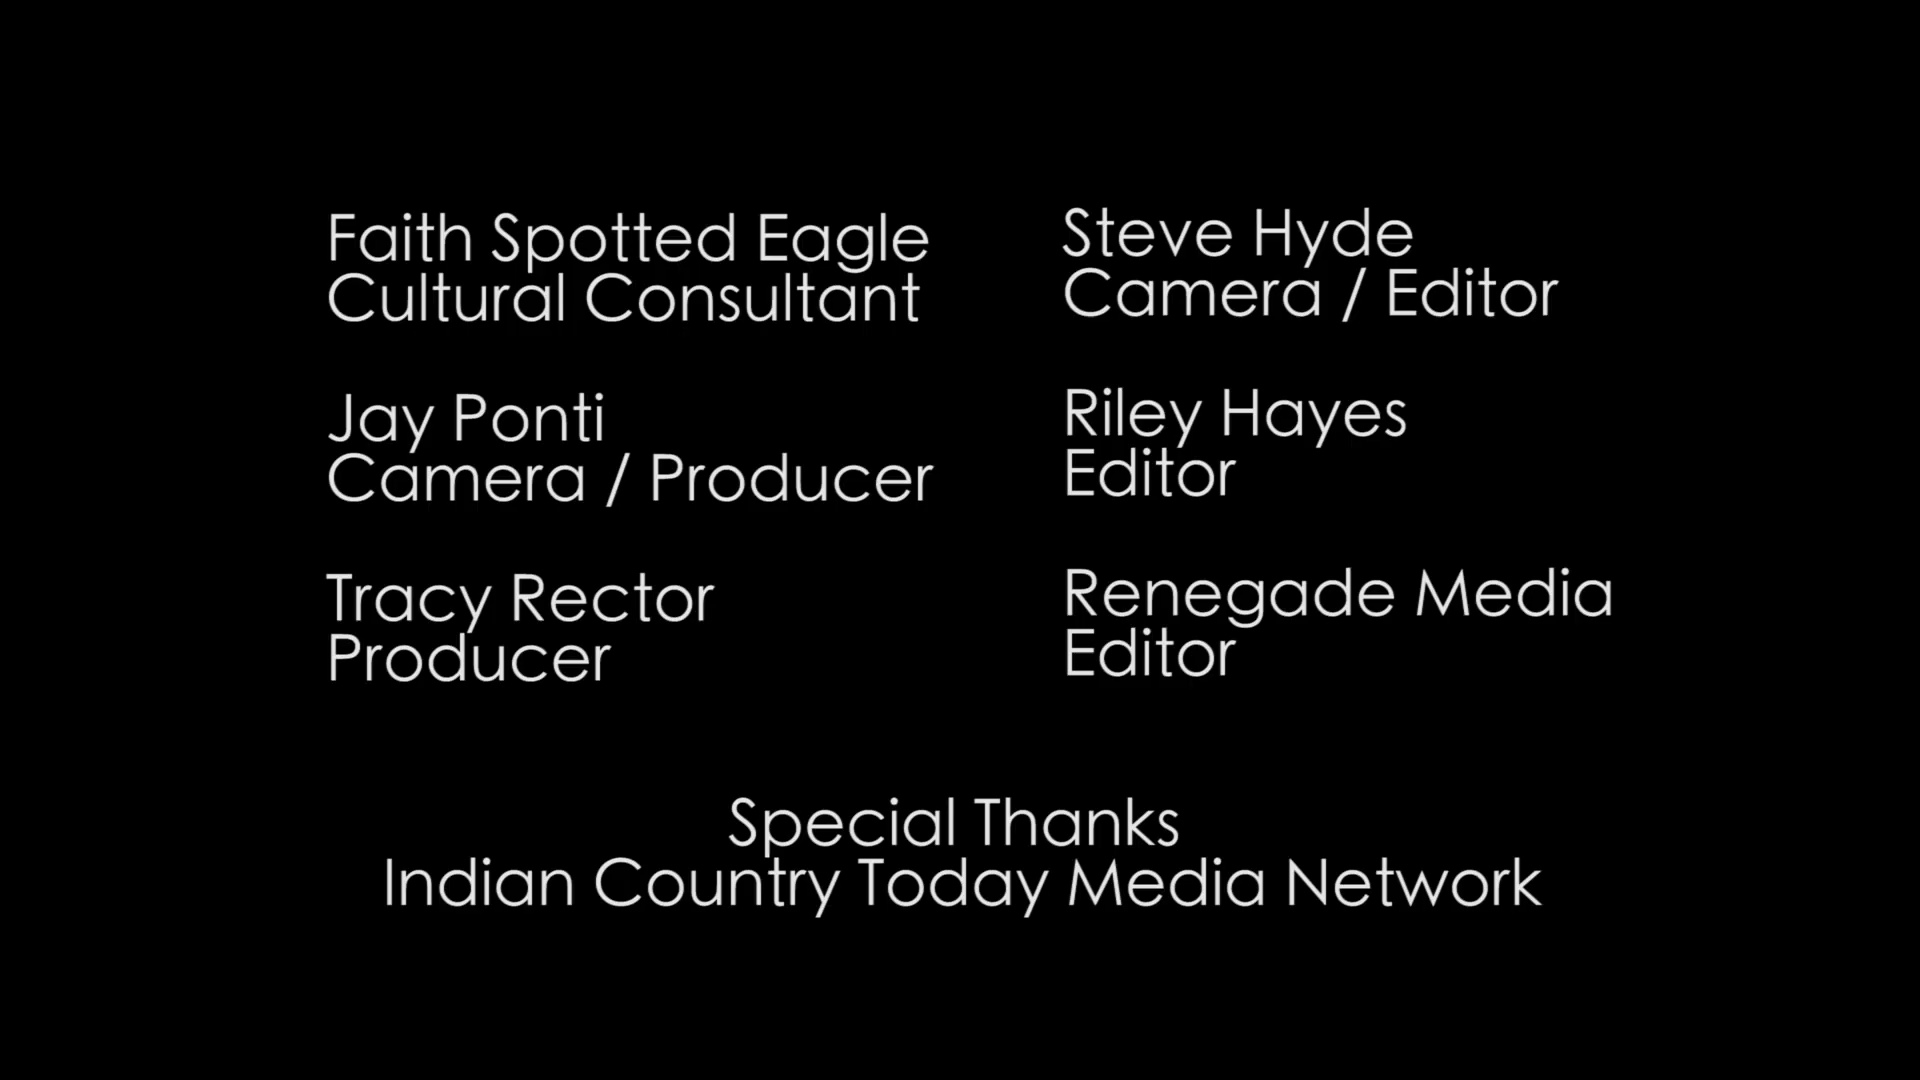 Faith Spotted Eagle
Cultural Consultant
Jay Ponti
Camera / Producer
Tracy Rector
Producer
Steve Hyde
Camera / Editor
Riley Hayes
Editor
Renegade Media
Editor
Special Thanks
Indian Country Today Media Network